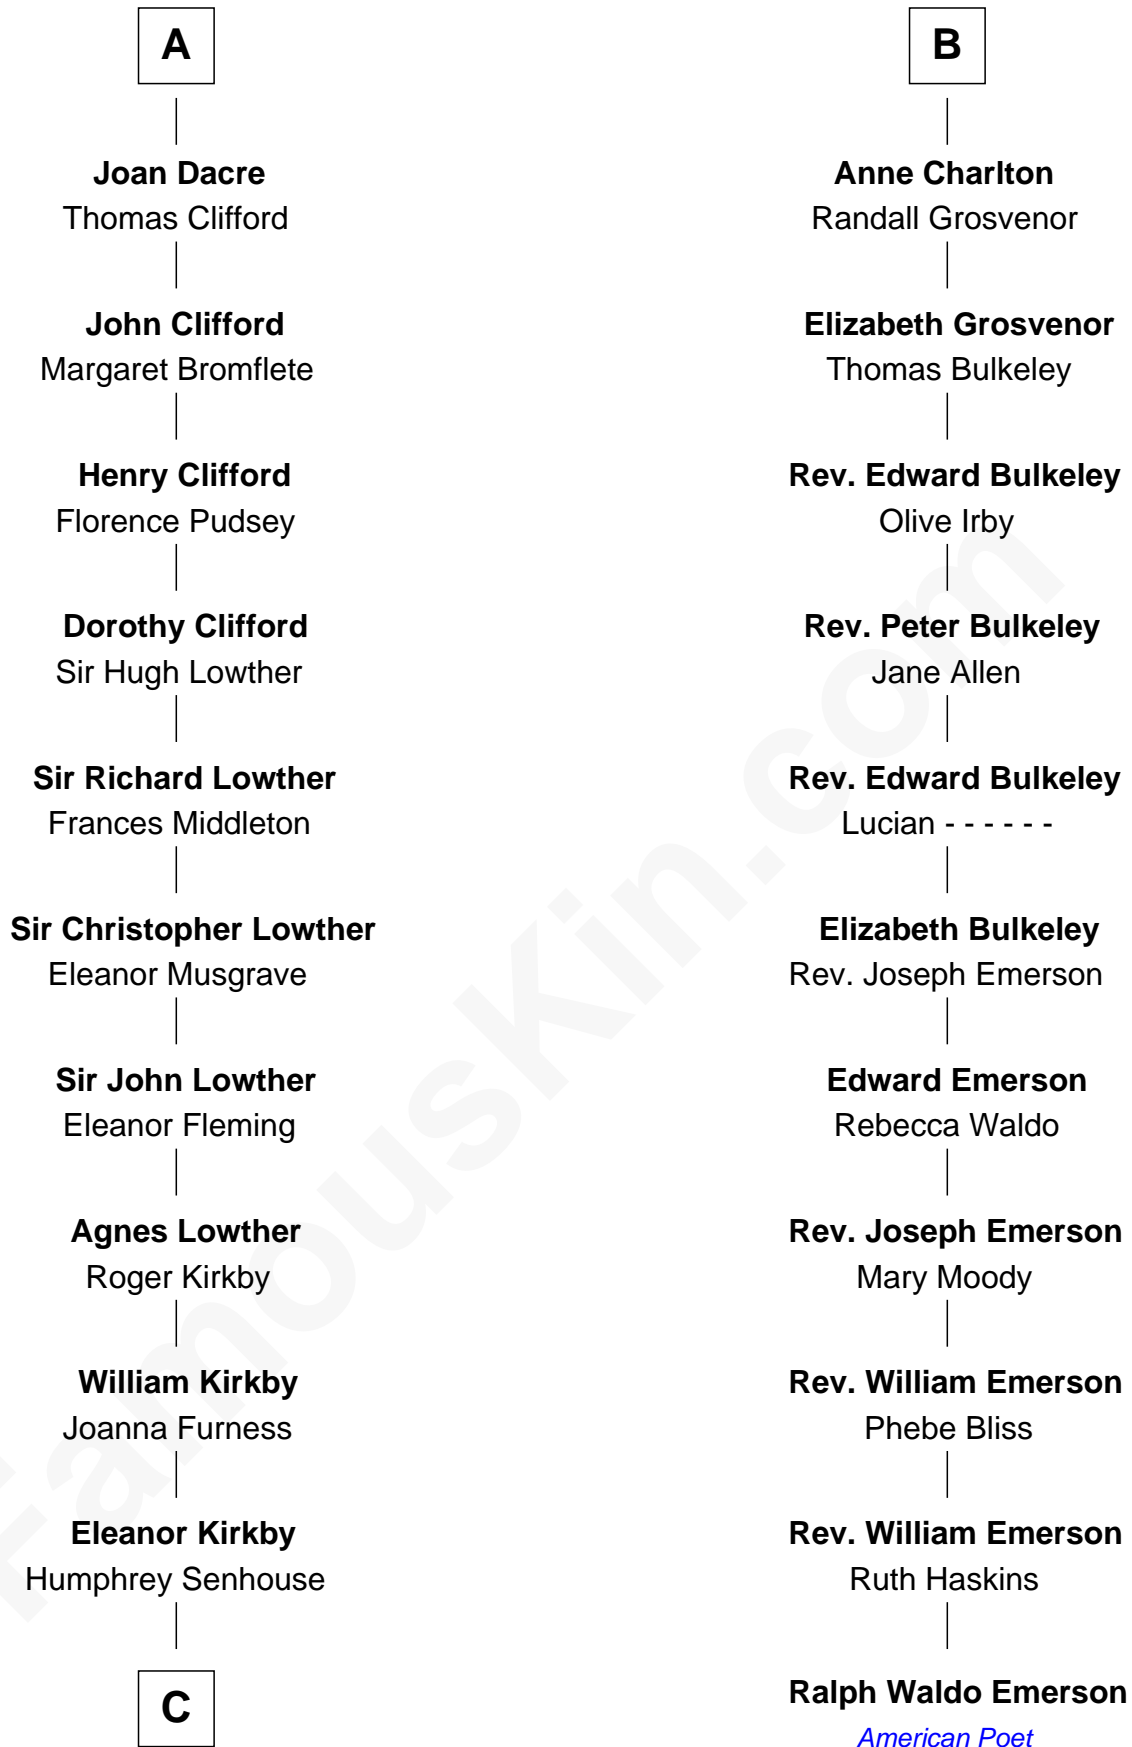 A
Joan Dacre
Thomas Clifford
John Clifford
Margaret Bromflete
Henry Clifford
Florence Pudsey
Dorothy Clifford
Sir Hugh Lowther
Sir Richard Lowther
Frances Middleton
Sir Christopher Lowther
Eleanor Musgrave
Sir John Lowther
Eleanor Fleming
Agnes Lowther
Roger Kirkby
William Kirkby
Joanna Furness
Eleanor Kirkby
Humphrey Senhouse
C
B
Anne Charlton
Randall Grosvenor
Elizabeth Grosvenor
Thomas Bulkeley
Rev. Edward Bulkeley
Olive Irby
Rev. Peter Bulkeley
Jane Allen
Rev. Edward Bulkeley
Lucian - - - - - -
Elizabeth Bulkeley
Rev. Joseph Emerson
Edward Emerson
Rebecca Waldo
Rev. Joseph Emerson
Mary Moody
Rev. William Emerson
Phebe Bliss
Rev. William Emerson
Ruth Haskins
Ralph Waldo Emerson
American Poet
FamousKin.com